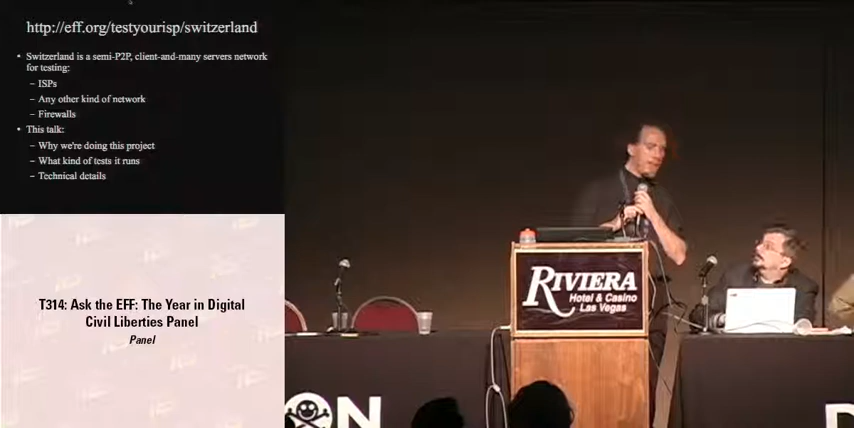 http://eff.org/testyourisp/switzerland
• Switzerland is a semi-P2P, client-and-many servers network
for testing:
– ISPs
– Any other kind of network
– Firewalls
• This talk:
– Why we're doing this project
– What kind of tests it runs
– Technical details
T314: Ask the EFF: The Year in Digital
Civil Liberties Panel
Panel
RIVIERA
Hotel & Casino
Las Vegas
ON
D